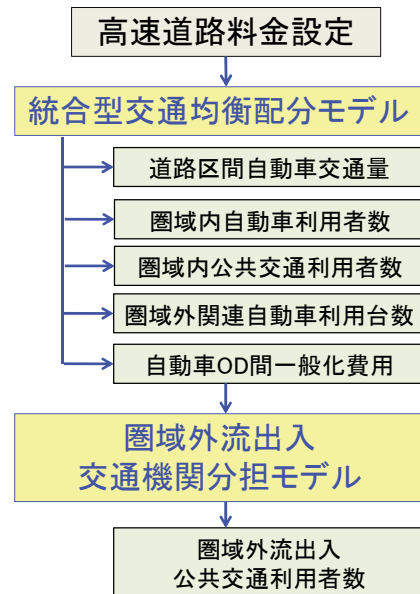 高速道路料金設定
統合型交通均衡配分モデル
道路区間自動車交通量
圏域内自動車利用者数
圏域内公共交通利用者数
圏域外関連自動車利用台数
自動車OD間一般化費用
圏域外流出入
交通機関分担モデル
圏域外流出入
公共交通利用者数